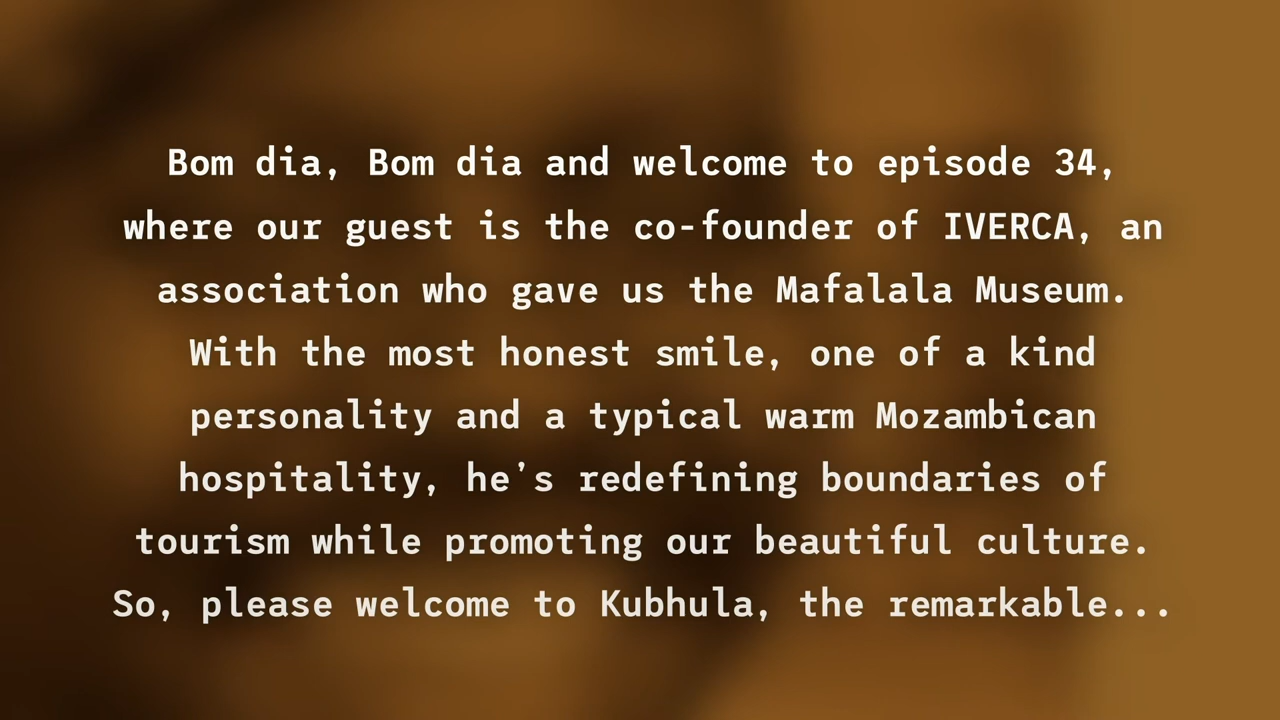 Bom dia, Bom dia and welcome to episode 34,
where our guest is the co-founder of IVERCA, an
association who gave us the Mafalala Museum.
With the most honest smile, one of a kind
personality and a typical warm Mozambican
hospitality, he's redefining boundaries of
tourism while promoting our beautiful culture.
So, please welcome to Kubhula, the remarkable...